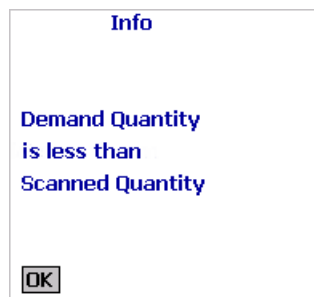 Info
Demand Quantity
is less than
Scanned Quantity
OK